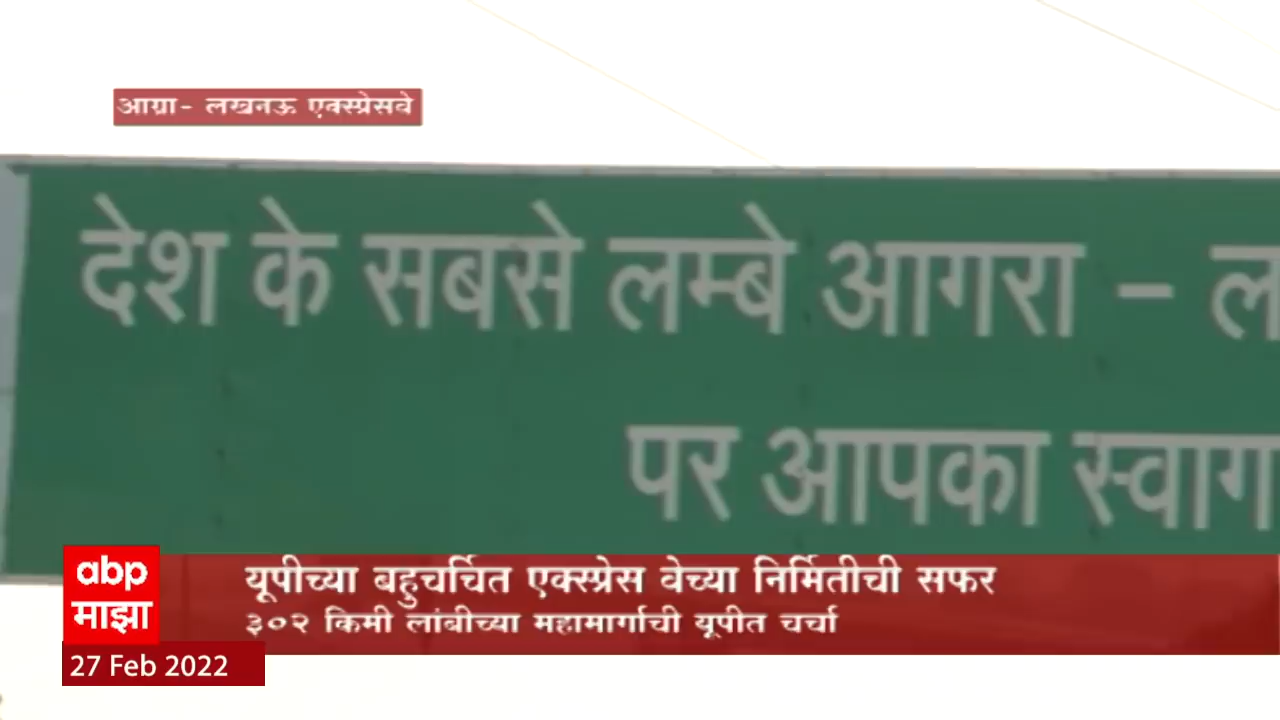 आग्रा- लखनऊ एक्स्प्रेसवे
देश के सबसे लम्बे आगरा – ल
पर आपका स्वाग
abp
माझा
यूपीच्या बहुचर्चित एक्स्प्रेस वेच्या निर्मितीची सफर
३०२ किमी लांबीच्या महामार्गाची यूपीत चर्चा
27 Feb 2022